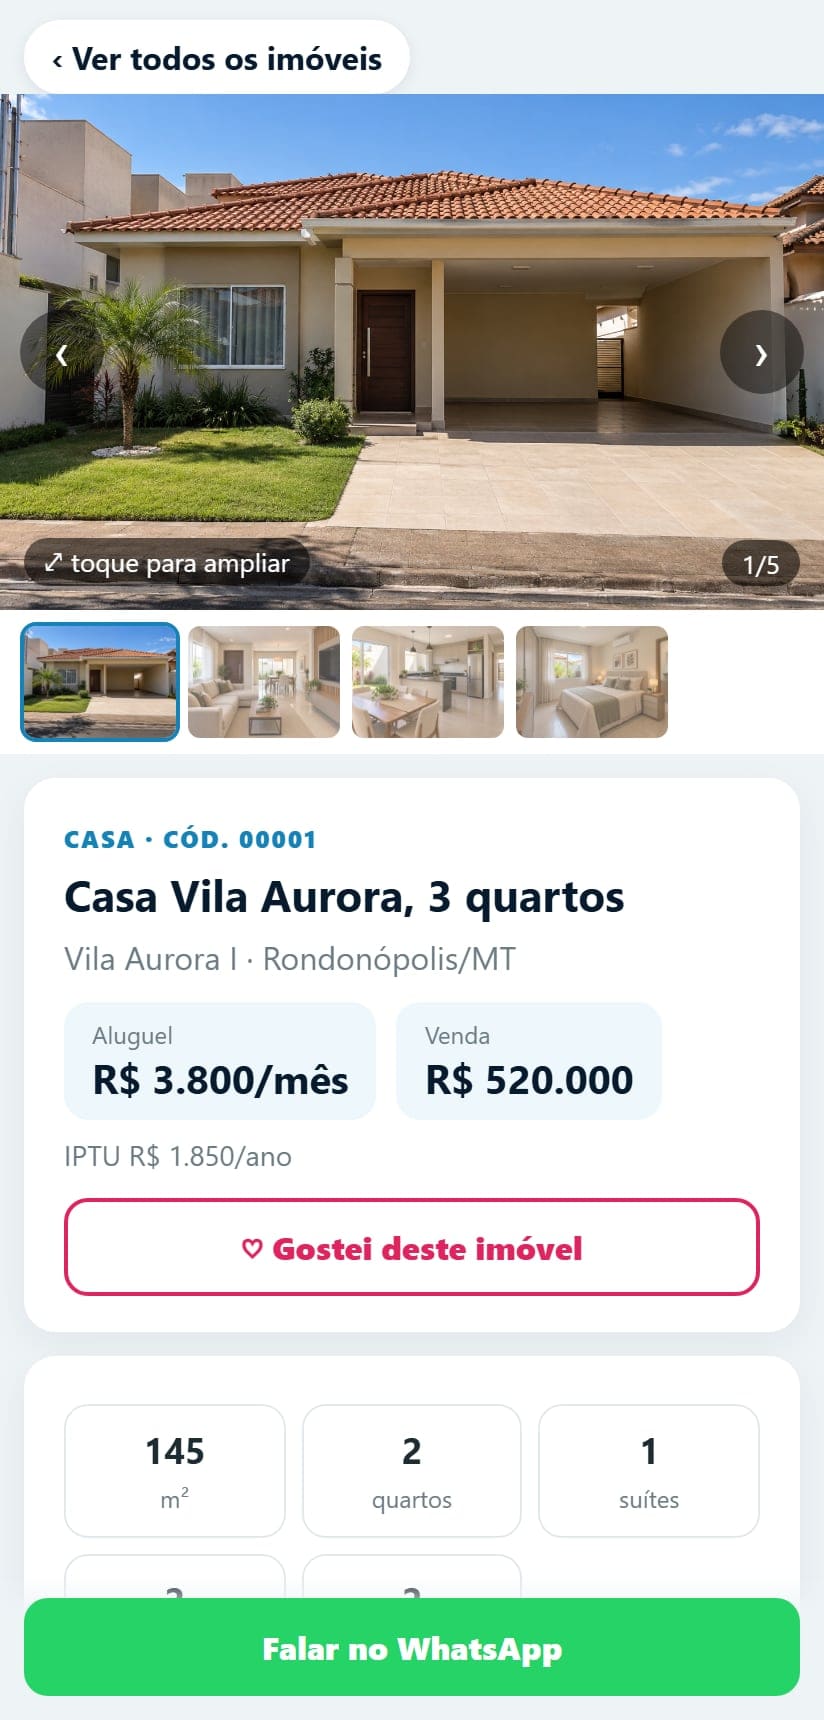 ‹ Ver todos os imóveis
⤢ toque para ampliar
1/5
CASA · CÓD. 00001
Casa Vila Aurora, 3 quartos
Vila Aurora I · Rondonópolis/MT
Aluguel
R$ 3.800/mês
Venda
R$ 520.000
IPTU R$ 1.850/ano
♡ Gostei deste imóvel
145
m²
2
quartos
1
suítes
Falar no WhatsApp